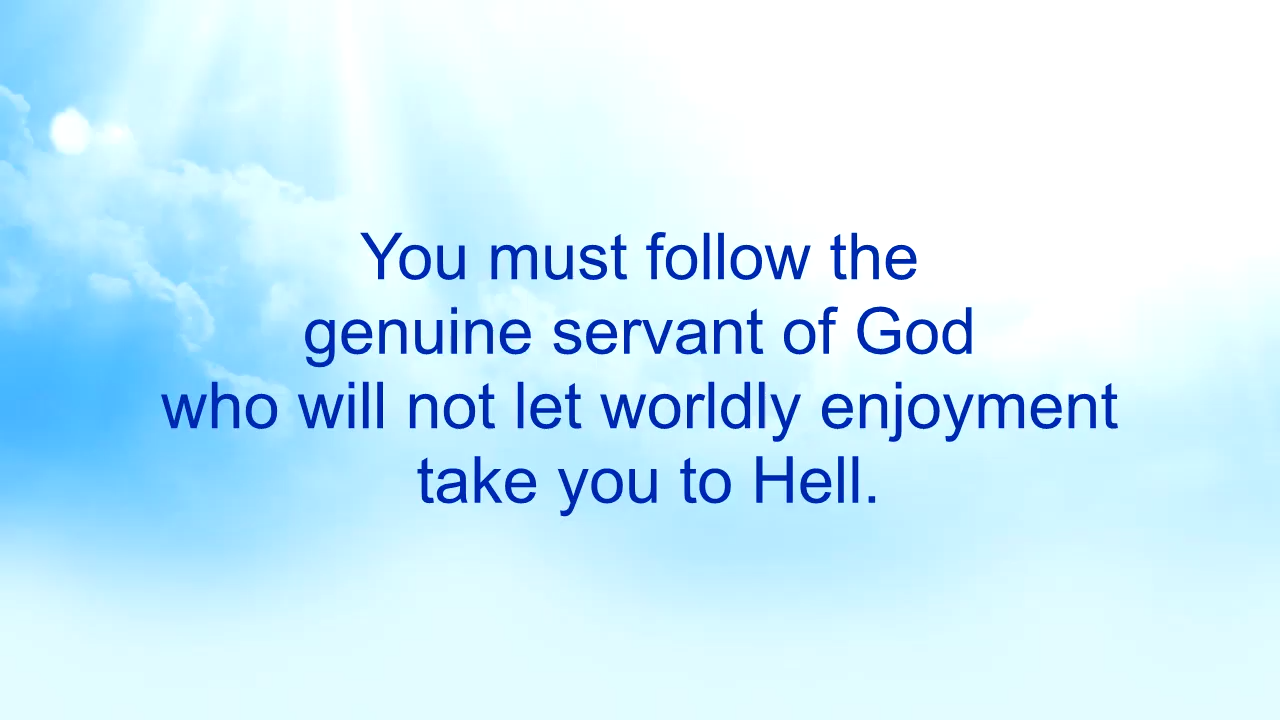 You must follow the
genuine servant of God
who will not let worldly enjoyment
take you to Hell.